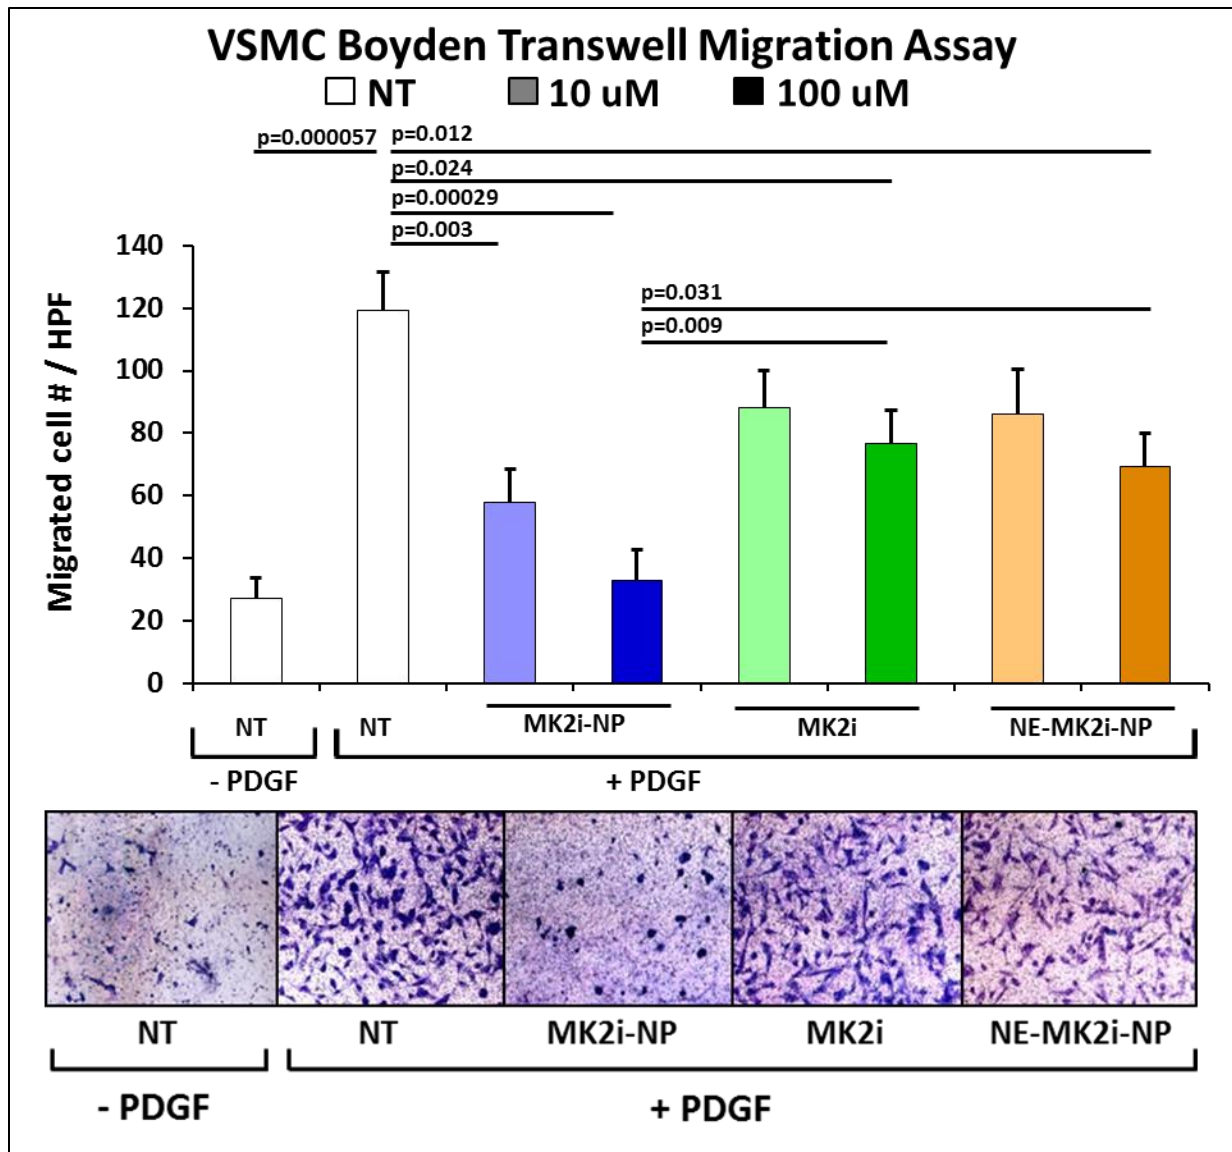 VSMC Boyden Transwell Migration Assay
NT 10 uM 100 uM
p=0.000057 p=0.012
p=0.024
p=0.00029
p=0.003
p=0.031
p=0.009
Migrated cell # / HPF
140
120
100
80
60
40
20
0
NT NT MK2i-NP MK2i NE-MK2i-NP
- PDGF + PDGF
NT NT MK2i-NP MK2i NE-MK2i-NP
- PDGF + PDGF